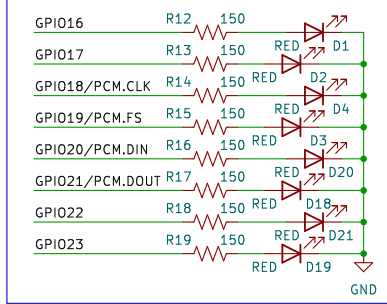 GPIO16 R12 150 RED D1
GPIO17 R13 150 RED D2
GPIO18/PCM.CLK R14 150 RED D4
GPIO19/PCM.FS R15 150 RED D3
GPIO20/PCM.DIN R16 150 RED D20
GPIO21/PCM.DOUT R17 150 RED D18
GPIO22 R18 150 RED D21
GPIO23 R19 150 RED D19
GND